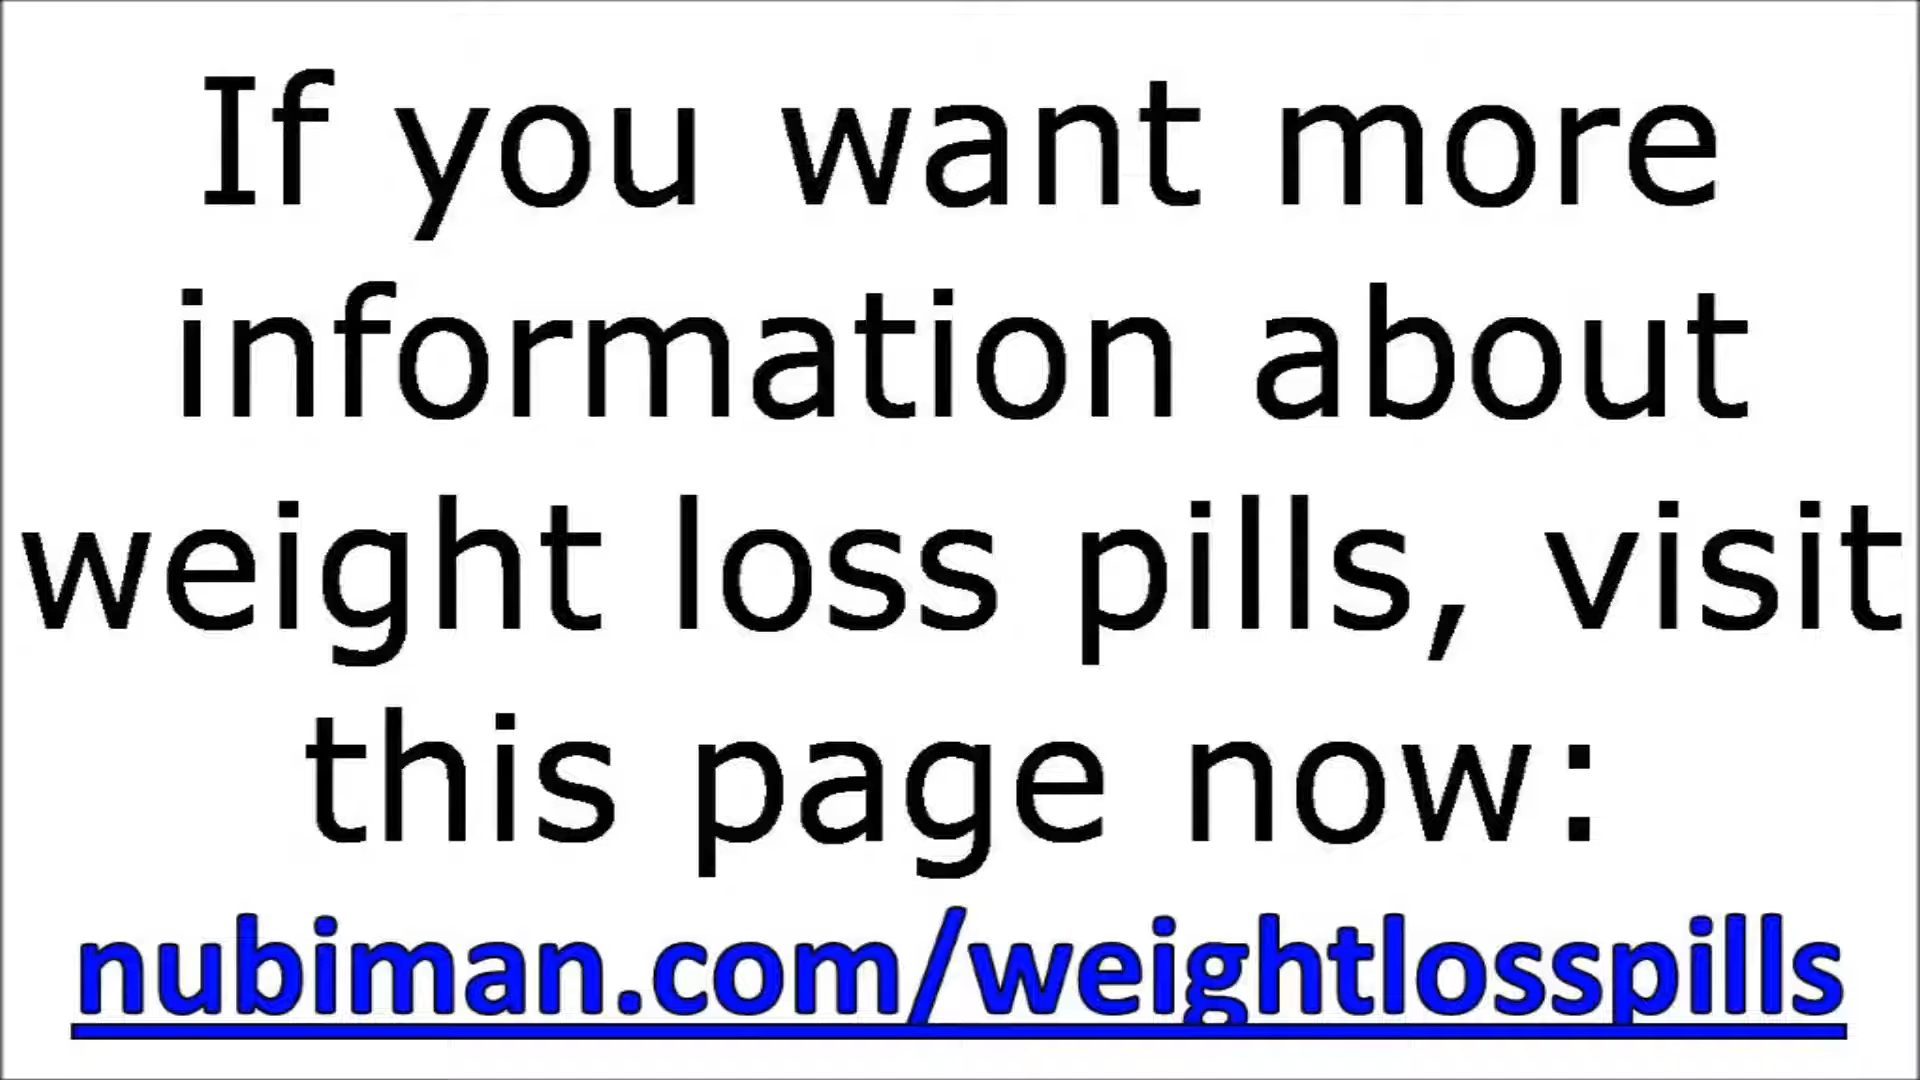 If you want more
information about
weight loss pills, visit
this page now:
nubiman.com/weightlosspills